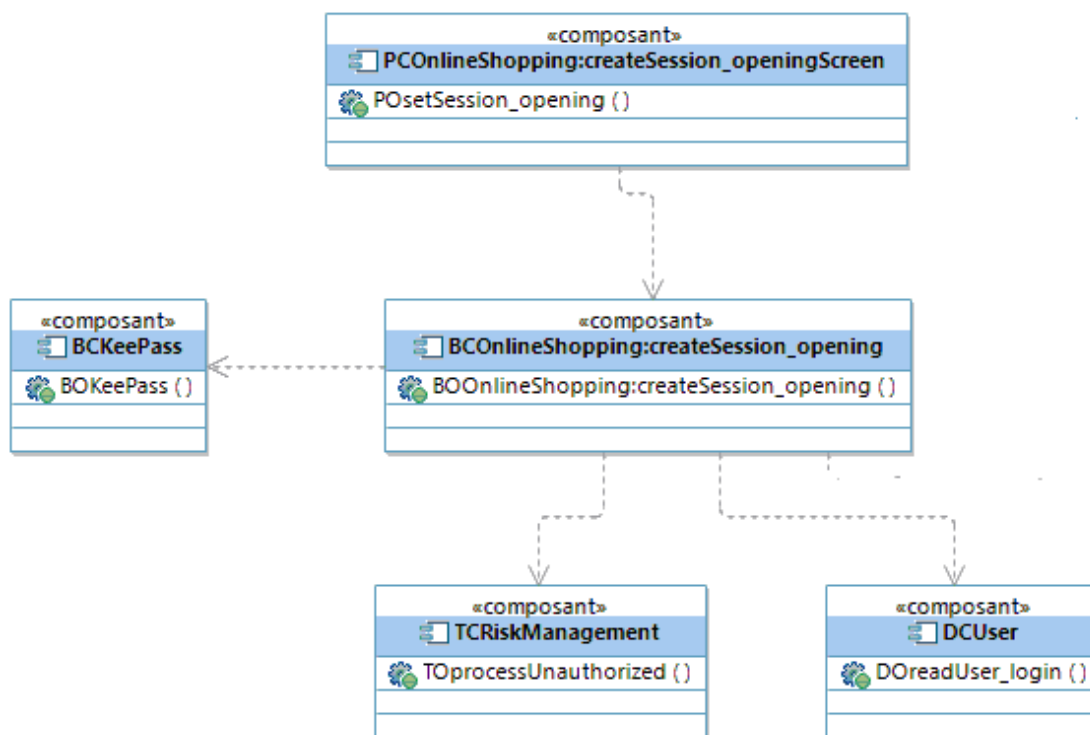 «composant»
PCOnlineShopping:createSession_openingScreen
POsetSession_opening ()
«composant»
BCKeePass
BOKeePass ()
«composant»
BCOnlineShopping:createSession_opening
BOOnlineShopping:createSession_opening ()
«composant»
TCRiskManagement
TOprocessUnauthorized ()
«composant»
DCUser
DOreadUser_login ()